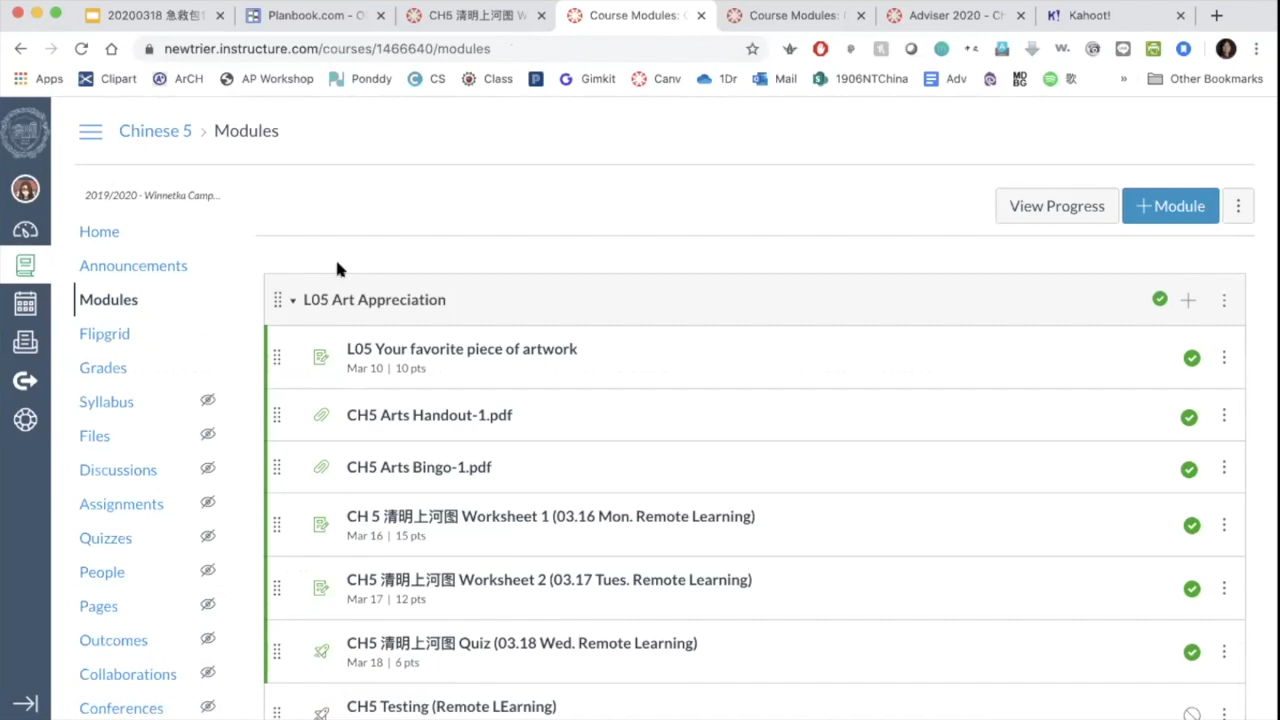 20200318 急救包
Planbook.com - O
CH5 清明上河图 W
Course Modules:
Course Modules:
Adviser 2020 - Ch
Kahoot!
newtrier.instructure.com/courses/1466640/modules
Apps
Clipart
ArCH
AP Workshop
Ponddy
CS
Class
Gimkit
Canv
1Dr
Mail
1906NTChina
Adv
MD
BG
歌
»
Other Bookmarks
Chinese 5 › Modules
2019/2020 - Winnetka Camp...
View Progress
+ Module
Home
Announcements
Modules
Flipgrid
Grades
Syllabus
Files
Discussions
Assignments
Quizzes
People
Pages
Outcomes
Collaborations
Conferences
L05 Art Appreciation
L05 Your favorite piece of artwork
Mar 10 | 10 pts
CH5 Arts Handout-1.pdf
CH5 Arts Bingo-1.pdf
CH 5 清明上河图 Worksheet 1 (03.16 Mon. Remote Learning)
Mar 16 | 15 pts
CH5 清明上河图 Worksheet 2 (03.17 Tues. Remote Learning)
Mar 17 | 12 pts
CH5 清明上河图 Quiz (03.18 Wed. Remote Learning)
Mar 18 | 6 pts
CH5 Testing (Remote LEarning)